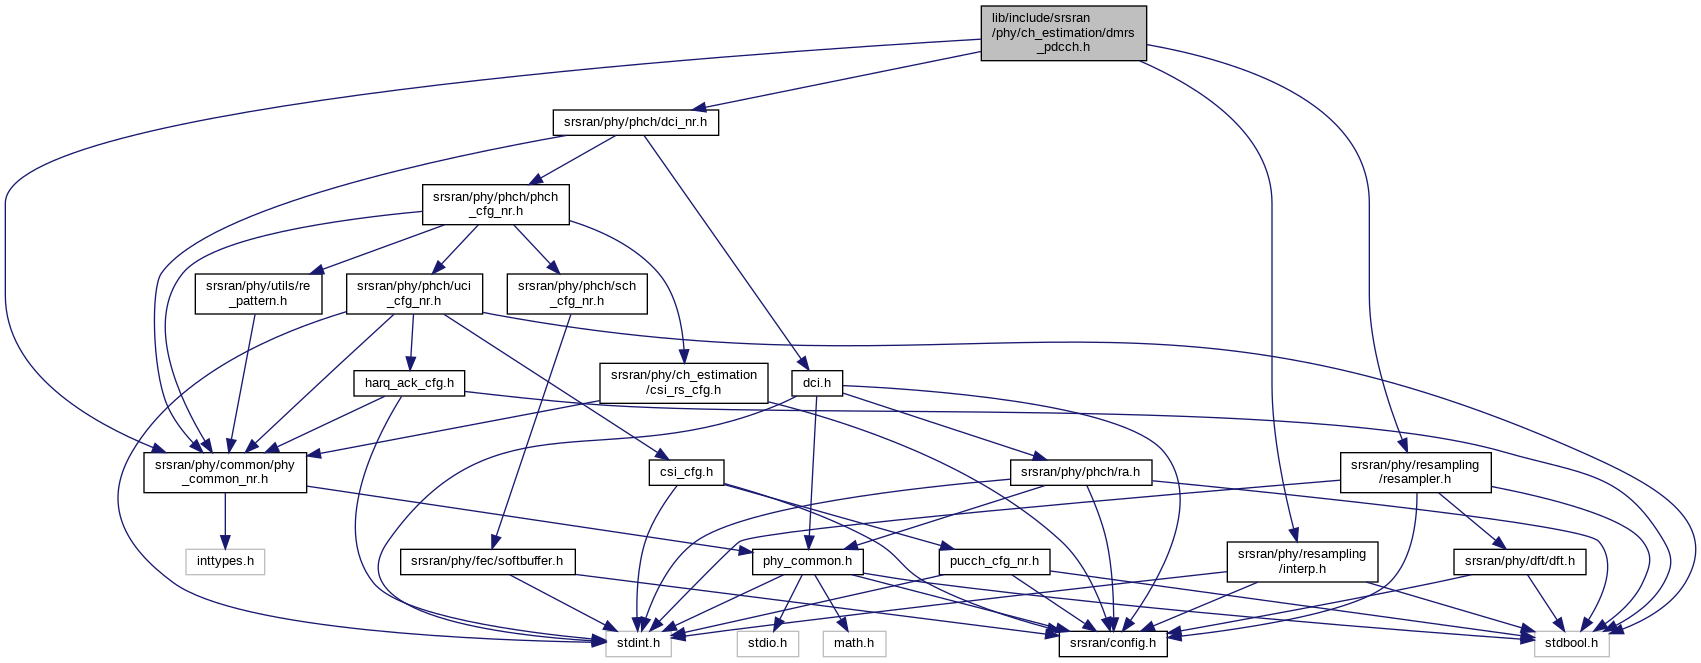 lib/include/srsran
/phy/ch_estimation/dmrs
_pdcch.h
srsran/phy/phch/dci_nr.h
srsran/phy/phch/phch
_cfg_nr.h
srsran/phy/utils/re
_pattern.h
srsran/phy/phch/uci
_cfg_nr.h
srsran/phy/phch/sch
_cfg_nr.h
harq_ack_cfg.h
srsran/phy/ch_estimation
/csi_rs_cfg.h
dci.h
srsran/phy/common/phy
_common_nr.h
csi_cfg.h
srsran/phy/phch/ra.h
srsran/phy/resampling
/resampler.h
inttypes.h
srsran/phy/fec/softbuffer.h
phy_common.h
pucch_cfg_nr.h
srsran/phy/resampling
/interp.h
srsran/phy/dft/dft.h
stdint.h
stdio.h
math.h
srsran/config.h
stdbool.h